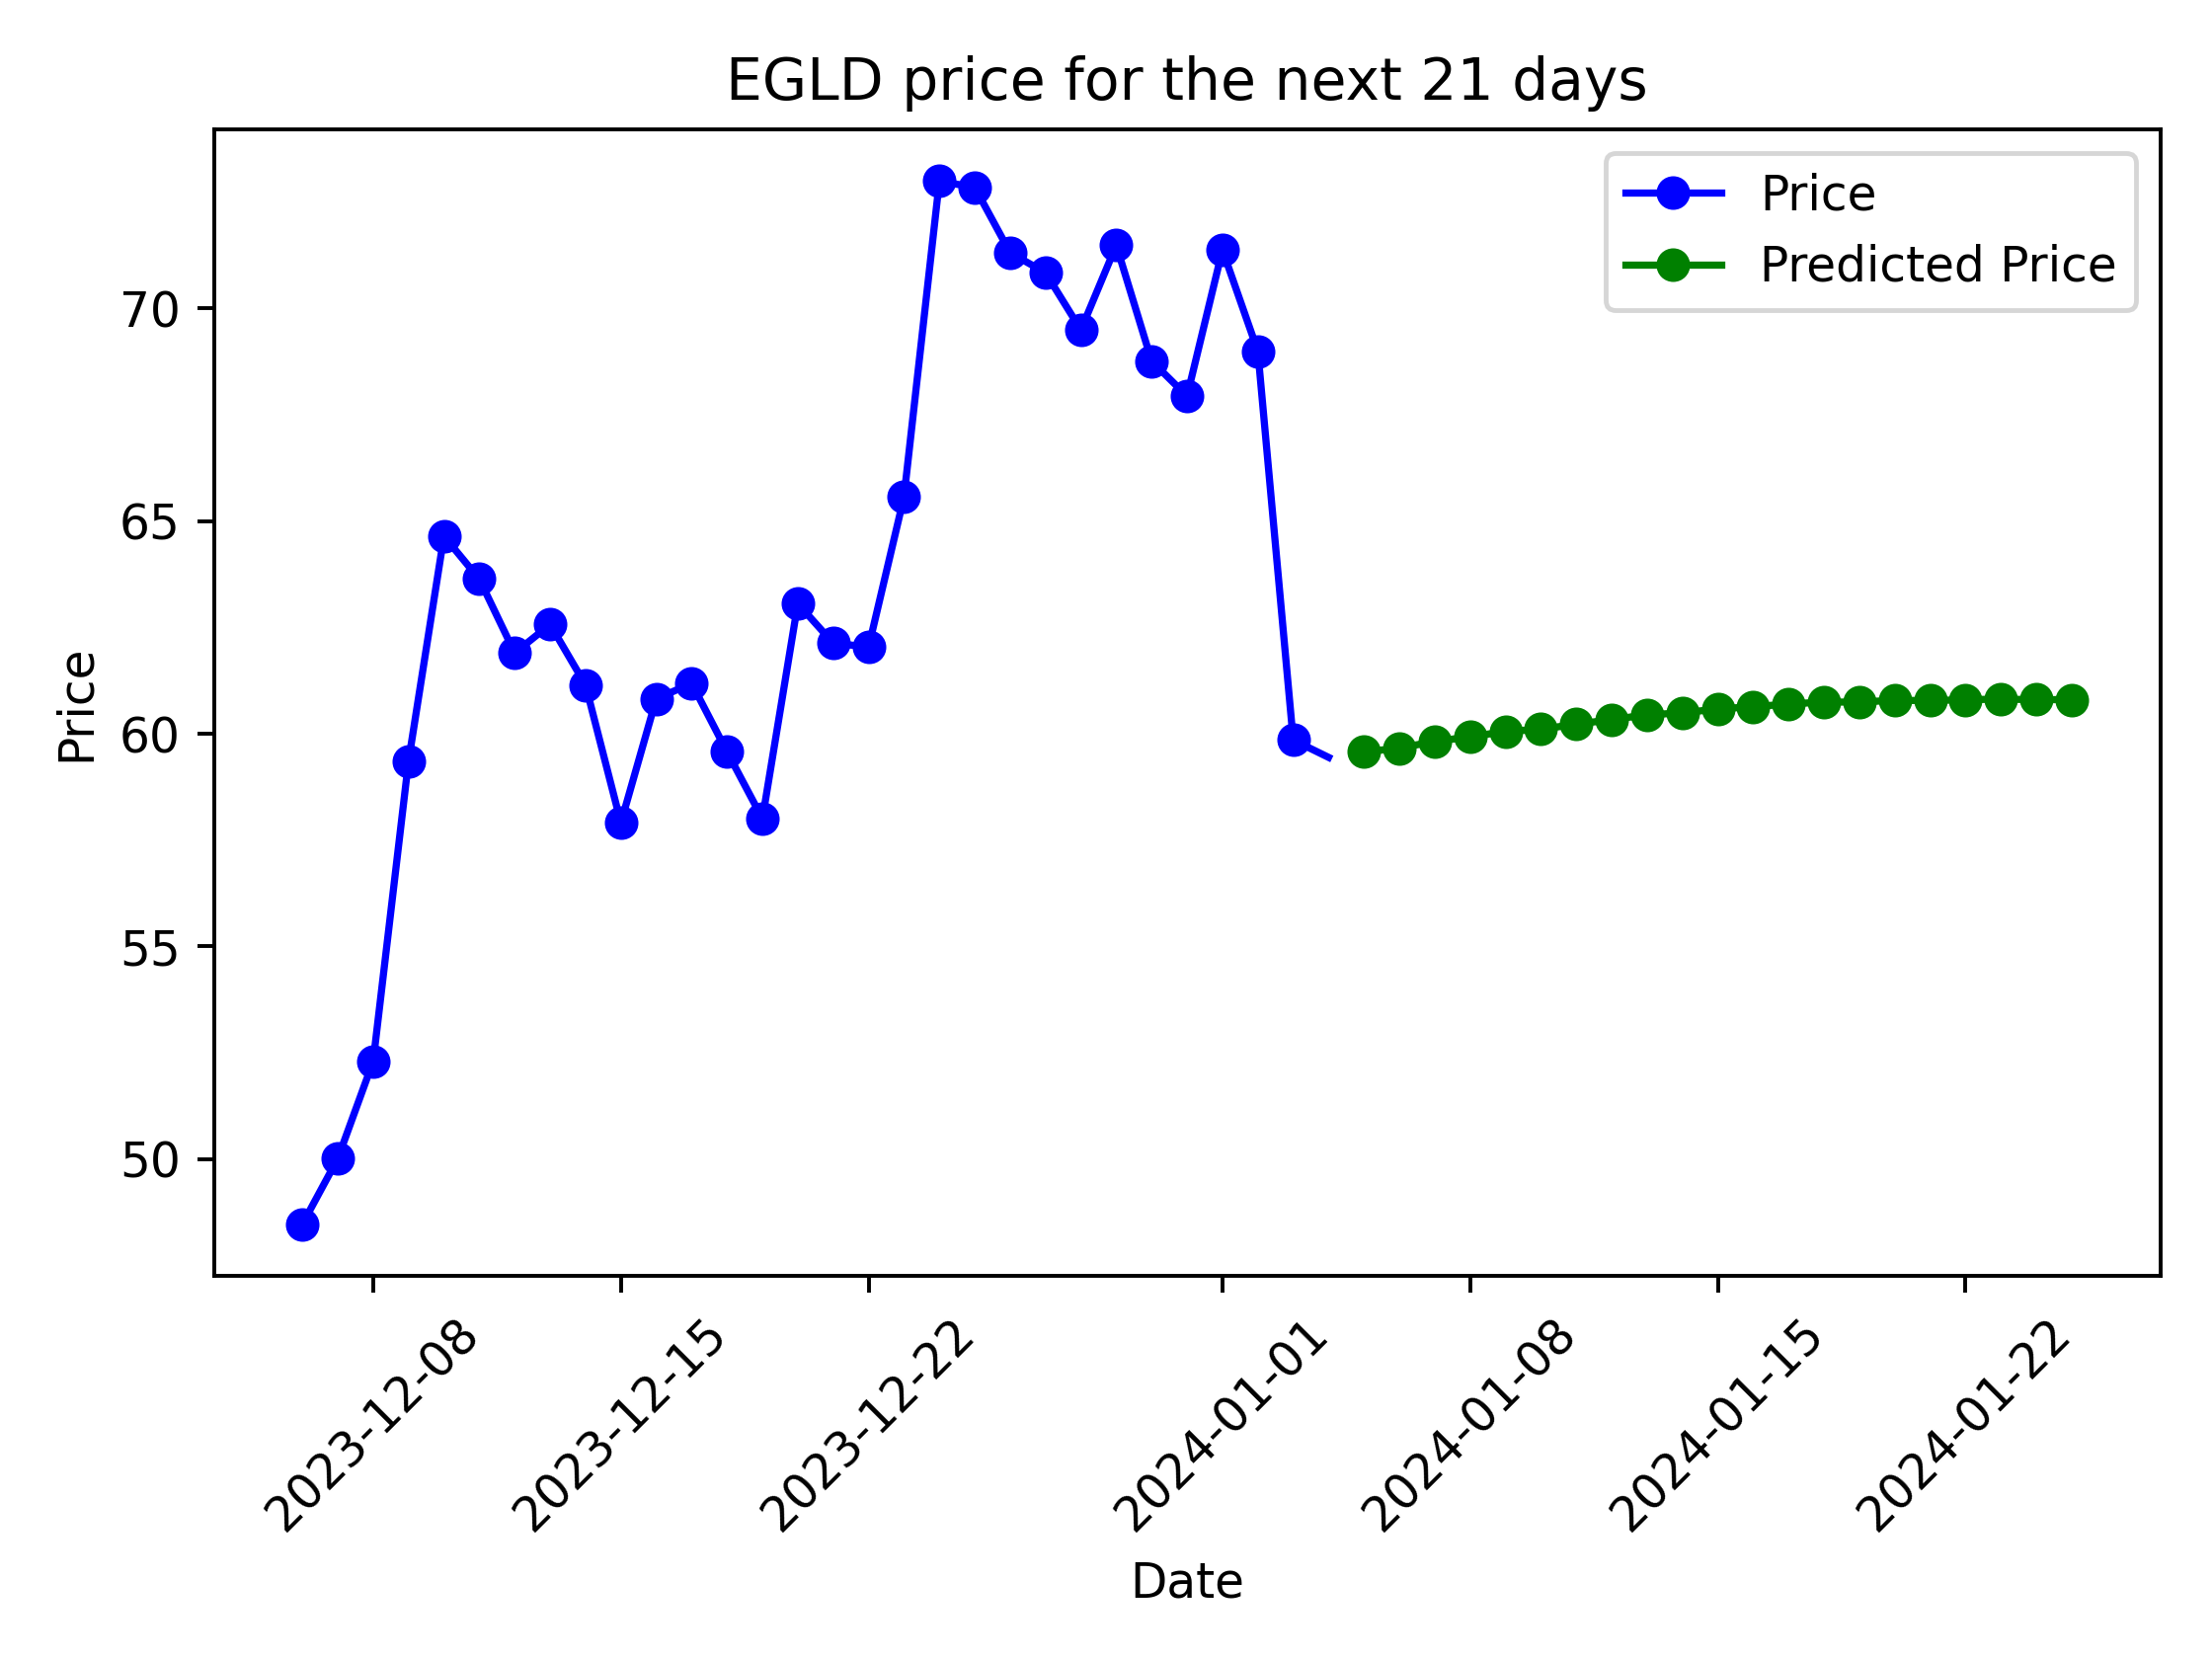 EGLD price for the next 21 days
Price
Predicted Price
70
65
60
55
50
Price
2023-12-08
2023-12-15
2023-12-22
2024-01-01
2024-01-08
2024-01-15
2024-01-22
Date